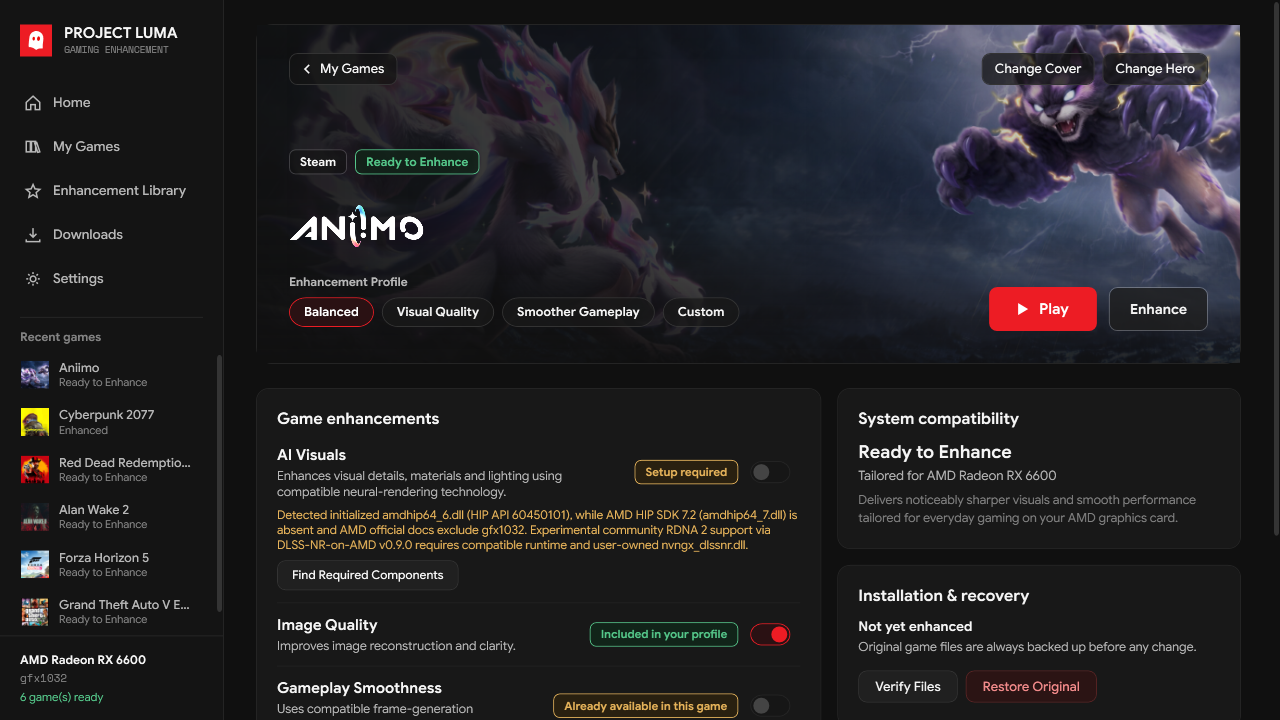 PROJECT LUMA
GAMING ENHANCEMENT
Home
My Games
Enhancement Library
Downloads
Settings
Recent games
Aniimo
Ready to Enhance
Cyberpunk 2077
Enhanced
Red Dead Redemptio...
Ready to Enhance
Alan Wake 2
Ready to Enhance
Forza Horizon 5
Ready to Enhance
Grand Theft Auto V E...
Ready to Enhance
AMD Radeon RX 6600
gfx1032
6 game(s) ready
My Games
Change Cover
Change Hero
Steam
Ready to Enhance
ANIIMO
Enhancement Profile
Balanced
Visual Quality
Smoother Gameplay
Custom
Play
Enhance
Game enhancements
AI Visuals
Enhances visual details, materials and lighting using
compatible neural-rendering technology.
Setup required
Detected initialized amdhip64_6.dll (HIP API 60450101), while AMD HIP SDK 7.2 (amdhip64_7.dll) is
absent and AMD official docs exclude gfx1032. Experimental community RDNA 2 support via
DLSS-NR-on-AMD v0.9.0 requires compatible runtime and user-owned nvngx_dlssnr.dll.
Find Required Components
Image Quality
Improves image reconstruction and clarity.
Included in your profile
Gameplay Smoothness
Uses compatible frame-generation
Already available in this game
System compatibility
Ready to Enhance
Tailored for AMD Radeon RX 6600
Delivers noticeably sharper visuals and smooth performance
tailored for everyday gaming on your AMD graphics card.
Installation & recovery
Not yet enhanced
Original game files are always backed up before any change.
Verify Files
Restore Original